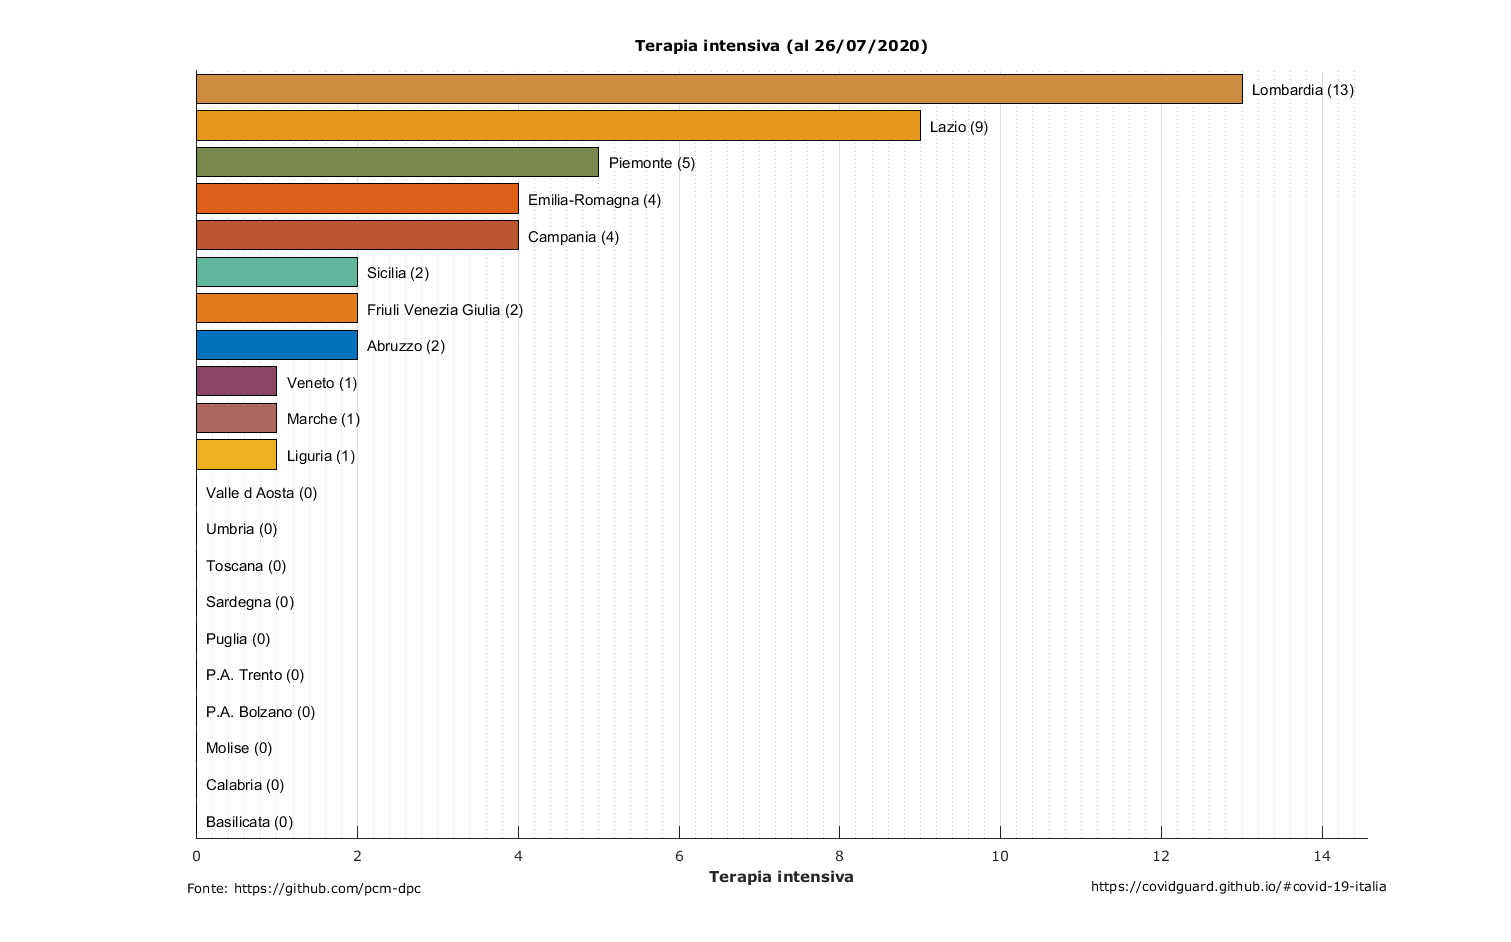 Terapia intensiva (al 26/07/2020)
Lombardia (13)
Lazio (9)
Piemonte (5)
Emilia-Romagna (4)
Campania (4)
Sicilia (2)
Friuli Venezia Giulia (2)
Abruzzo (2)
Veneto (1)
Marche (1)
Liguria (1)
Valle d Aosta (0)
Umbria (0)
Toscana (0)
Sardegna (0)
Puglia (0)
P.A. Trento (0)
P.A. Bolzano (0)
Molise (0)
Calabria (0)
Basilicata (0)
0 2 4 6 8 10 12 14
Terapia intensiva
Fonte: https://github.com/pcm-dpc
https://covidguard.github.io/#covid-19-italia